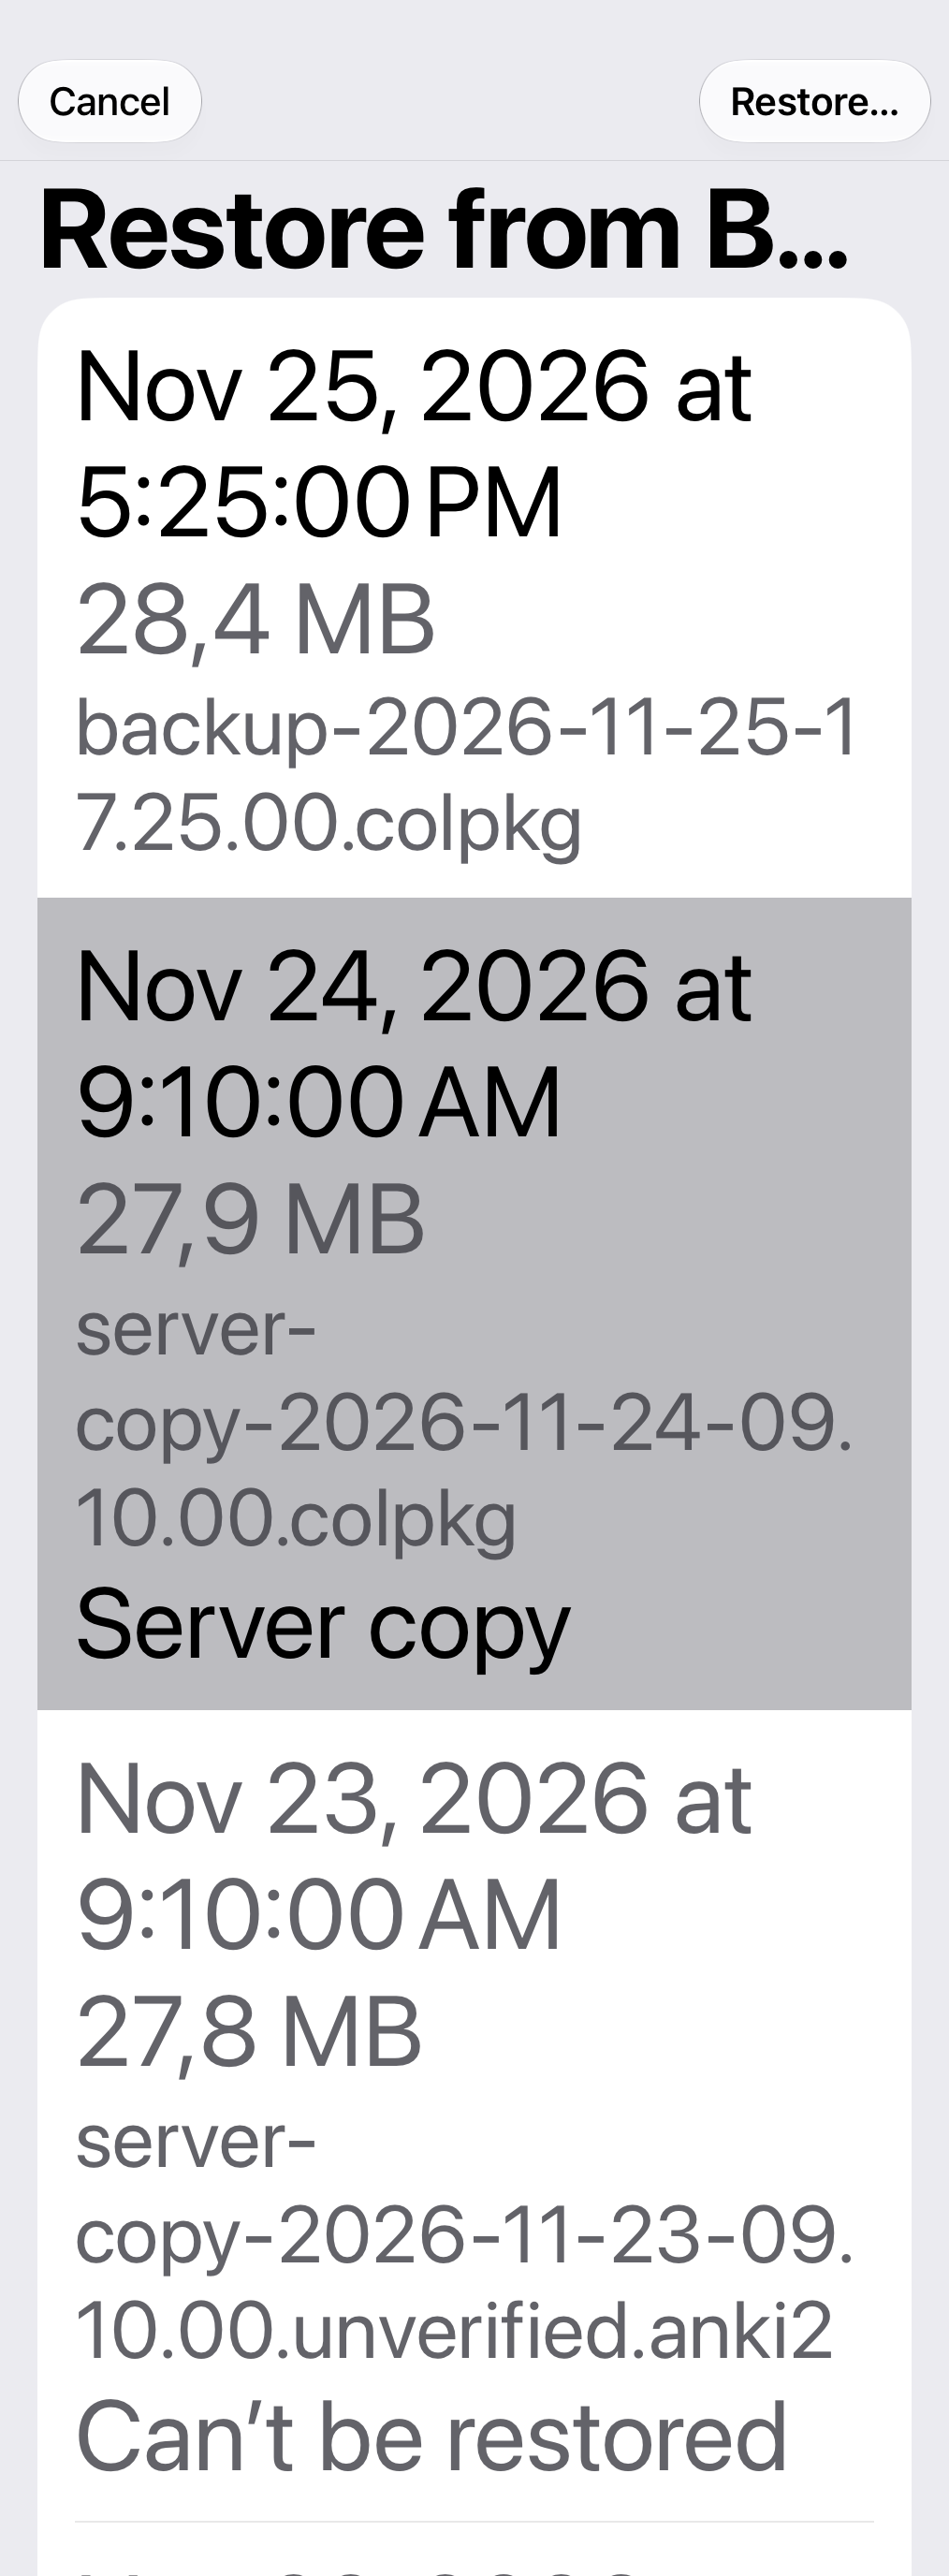 Cancel
Restore...
Restore from B...
Nov 25, 2026 at
5:25:00 PM
28,4 MB
backup-2026-11-25-1
7.25.00.colpkg
Nov 24, 2026 at
9:10:00 AM
27,9 MB
server-
copy-2026-11-24-09.
10.00.colpkg
Server copy
Nov 23, 2026 at
9:10:00 AM
27,8 MB
server-
copy-2026-11-23-09.
10.00.unverified.anki2
Can’t be restored